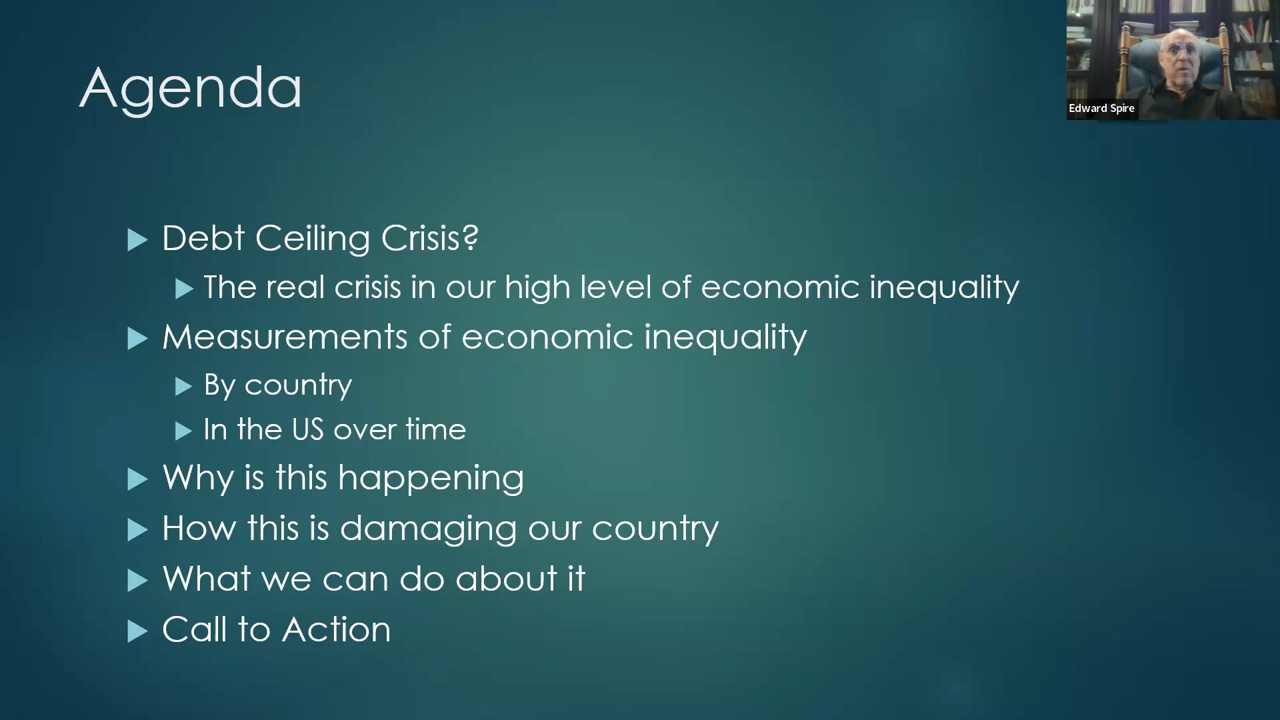 Agenda
Edward Spire
Debt Ceiling Crisis?
The real crisis in our high level of economic inequality
Measurements of economic inequality
By country
In the US over time
Why is this happening
How this is damaging our country
What we can do about it
Call to Action